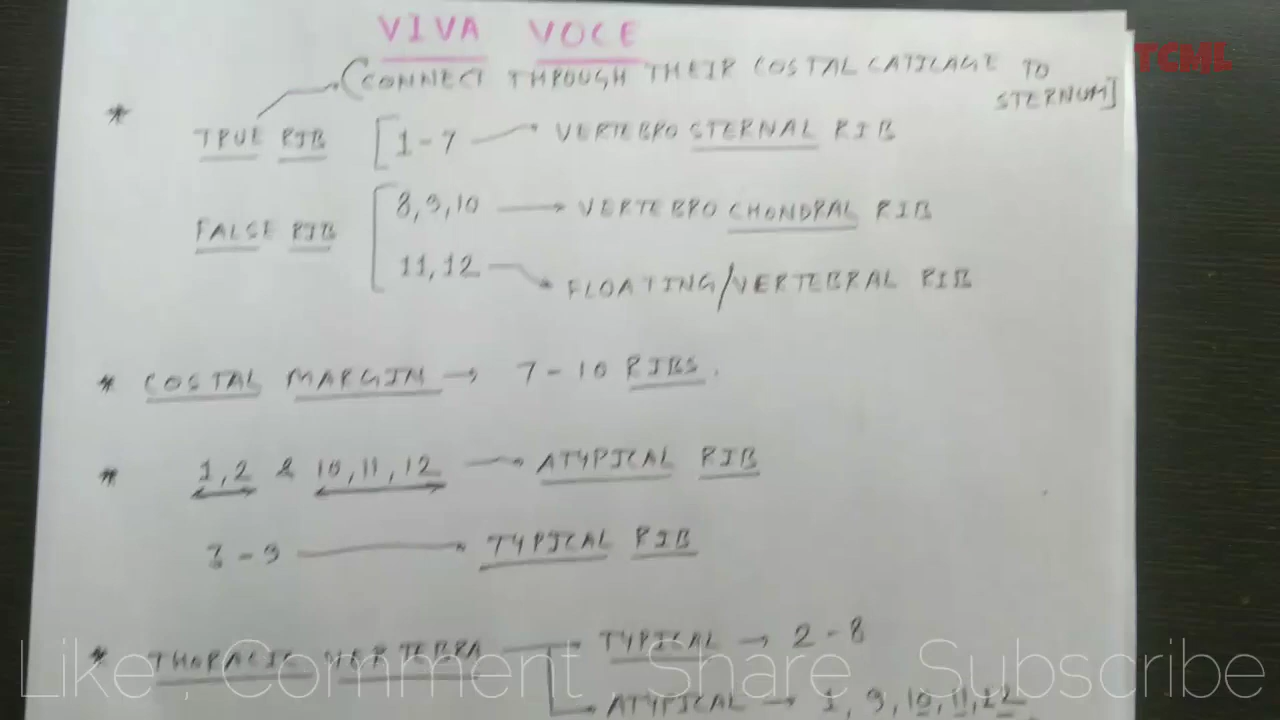 VIVA VOCE
TCML
(CONNECT THROUGH THEIR COSTAL CATILAGE TO
STERNUM]
* TRUE RIB [1-7 → VERTEBRO STERNAL RIB
FALSE RIB [8,9,10 → VERTEBRO CHONDRAL RIB
11,12 → FLOATING/VERTEBRAL RIB
* COSTAL MARGIN → 7-10 RIBS.
* 1,2 & 10,11,12 → ATYPICAL RIB
3-9 → TYPICAL RIB
* THORACIC VERTEBRA → TYPICAL → 2-8
Like, Comment, Share, Subscribe
ATYPICAL → 1, 9, 10, 11, 12